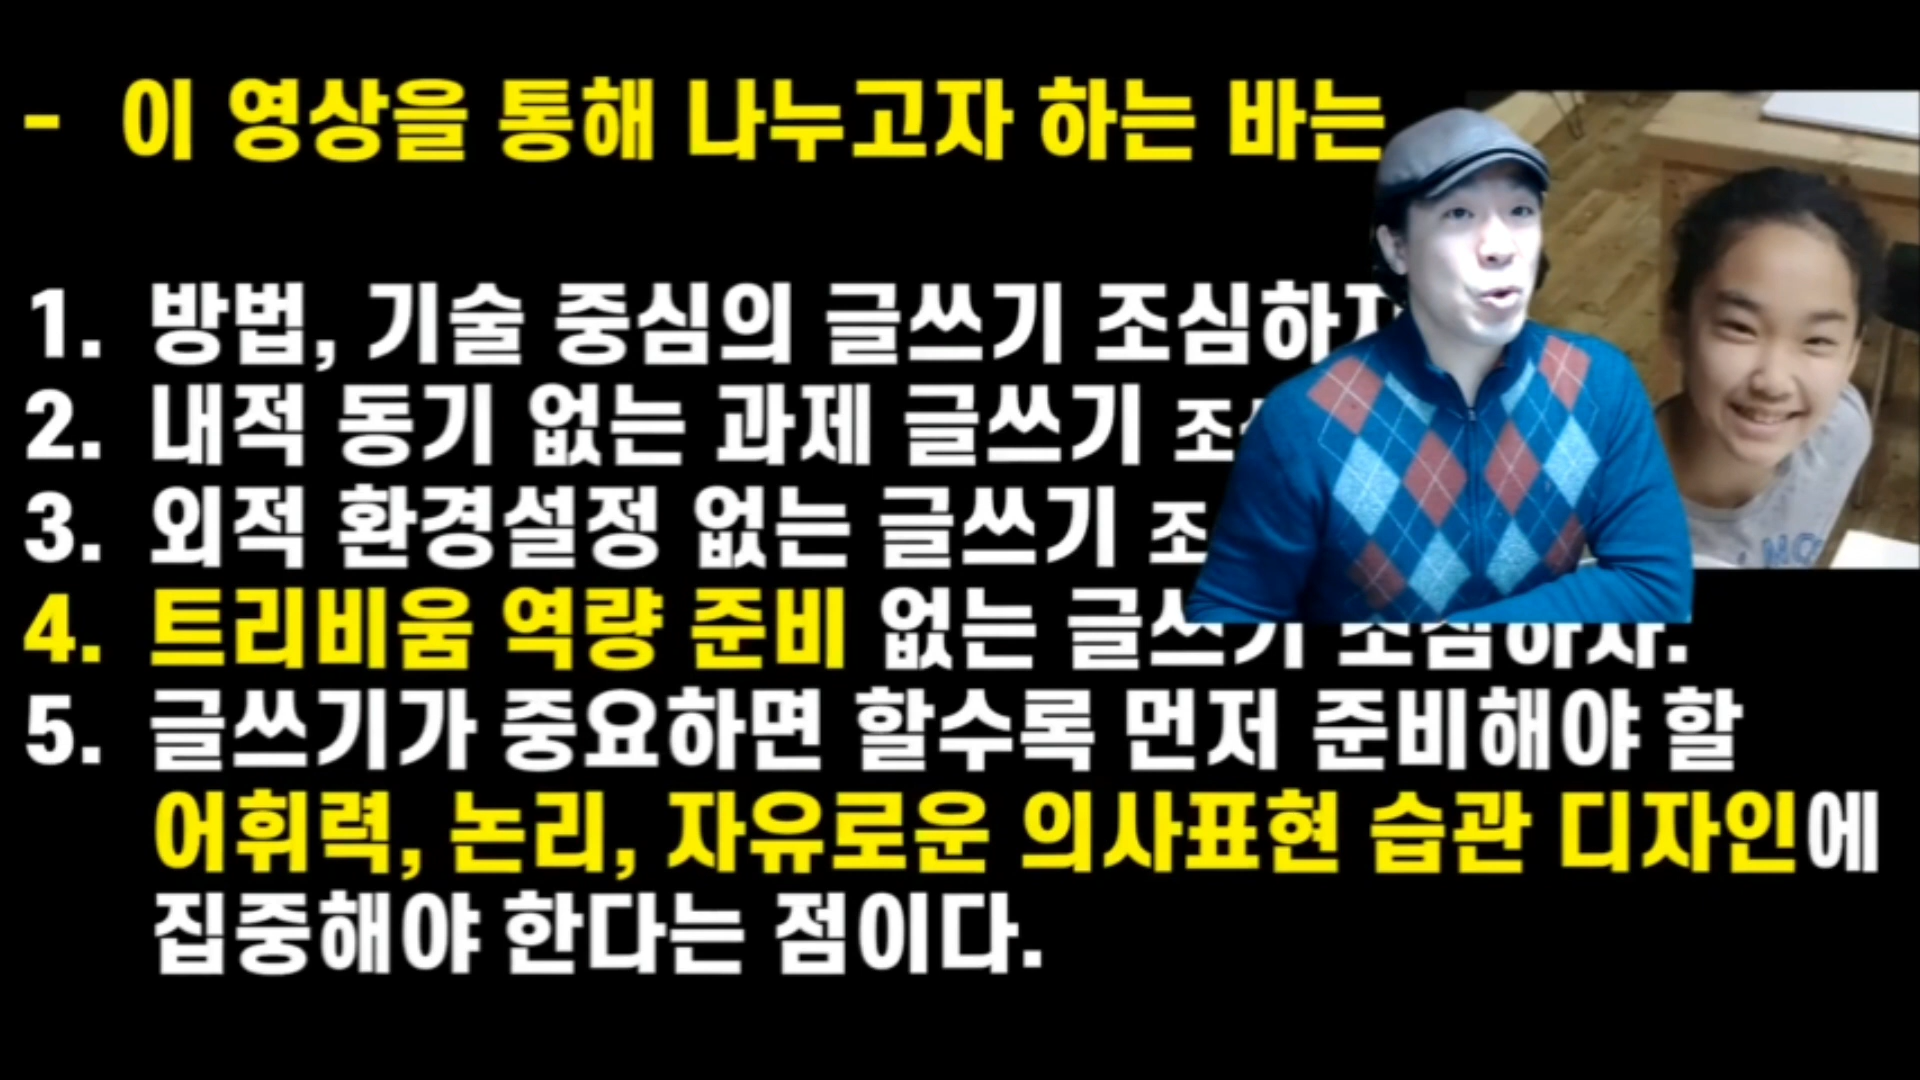 - 이 영상을 통해 나누고자 하는 바는
1. 방법, 기술 중심의 글쓰기 조심하자
2. 내적 동기 없는 과제 글쓰기
3. 외적 환경설정 없는 글쓰기
4. 트리비움 역량 준비 없는 글쓰기 조심하자.
5. 글쓰기가 중요하면 할수록 먼저 준비해야 할
어휘력, 논리, 자유로운 의사표현 습관 디자인에
집중해야 한다는 점이다.